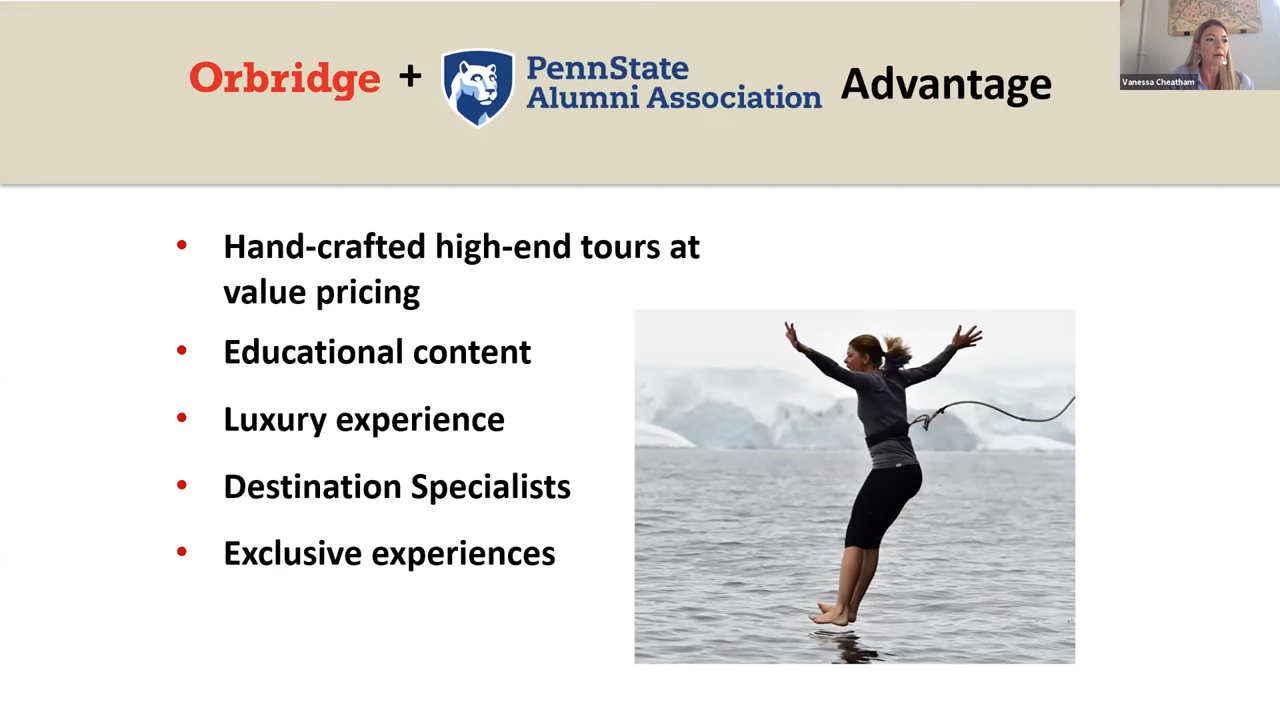 Orbridge + PennState Alumni Association Advantage
Vanessa Cheatham
• Hand-crafted high-end tours at
value pricing
• Educational content
• Luxury experience
• Destination Specialists
• Exclusive experiences